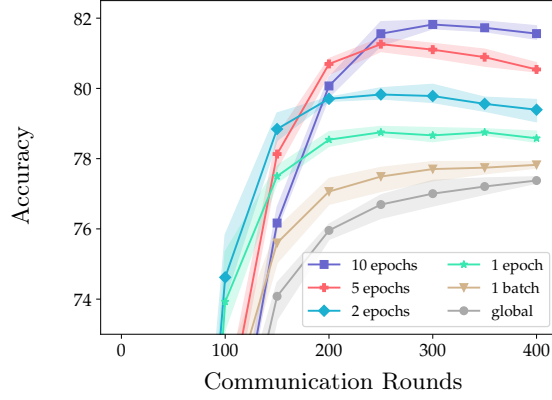 82
80
78
76
74
Accuracy
0
100
200
300
400
Communication Rounds
10 epochs
5 epochs
2 epochs
1 epoch
1 batch
global